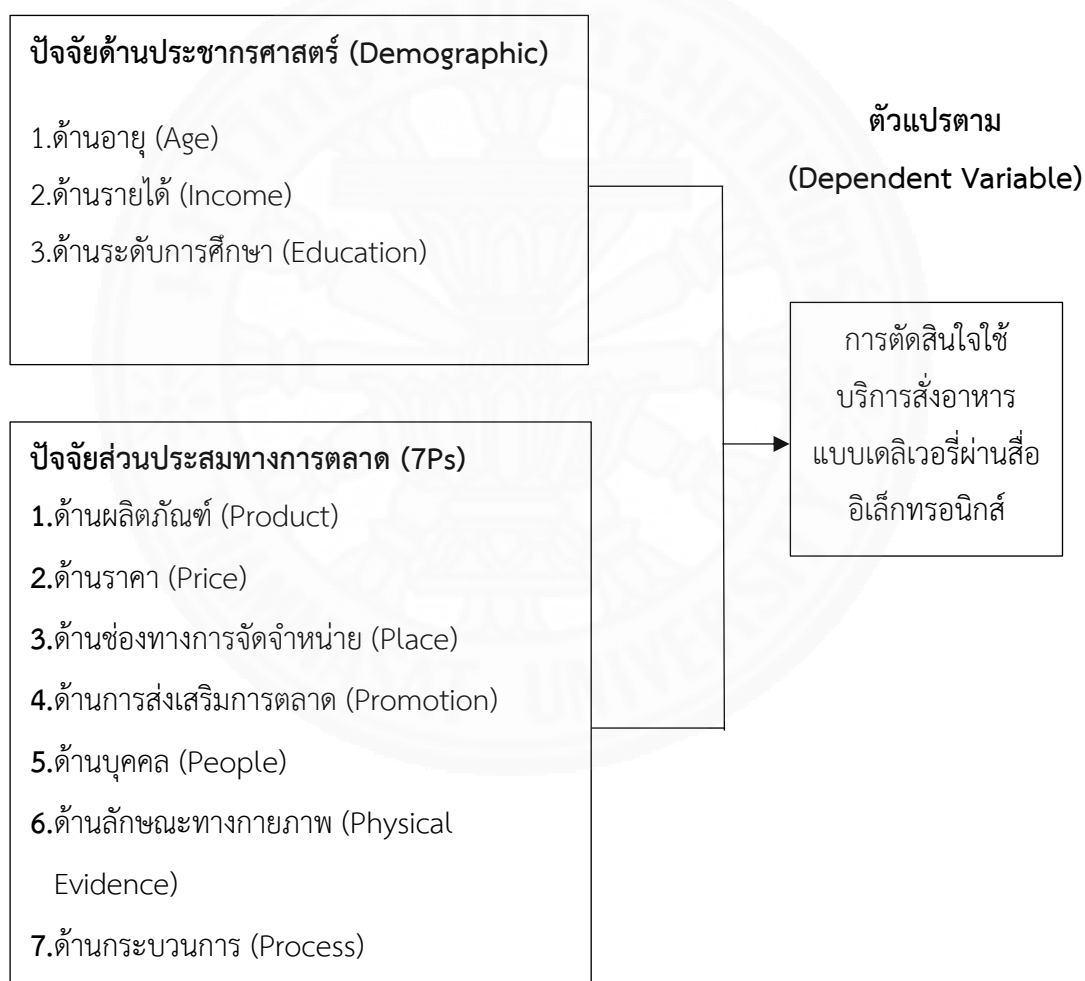 ปัจจัยด้านประชากรศาสตร์ (Demographic)
1.ด้านอายุ (Age)
2.ด้านรายได้ (Income)
3.ด้านระดับการศึกษา (Education)
ตัวแปรตาม
(Dependent Variable)
ปัจจัยส่วนประสมทางการตลาด (7Ps)
1.ด้านผลิตภัณฑ์ (Product)
2.ด้านราคา (Price)
3.ด้านช่องทางการจัดจำหน่าย (Place)
4.ด้านการส่งเสริมการตลาด (Promotion)
5.ด้านบุคคล (People)
6.ด้านลักษณะทางกายภาพ (Physical
Evidence)
7.ด้านกระบวนการ (Process)
การตัดสินใจใช้
บริการสั่งอาหาร
แบบเดลิเวอรี่ผ่านสื่อ
อิเล็กทรอนิกส์